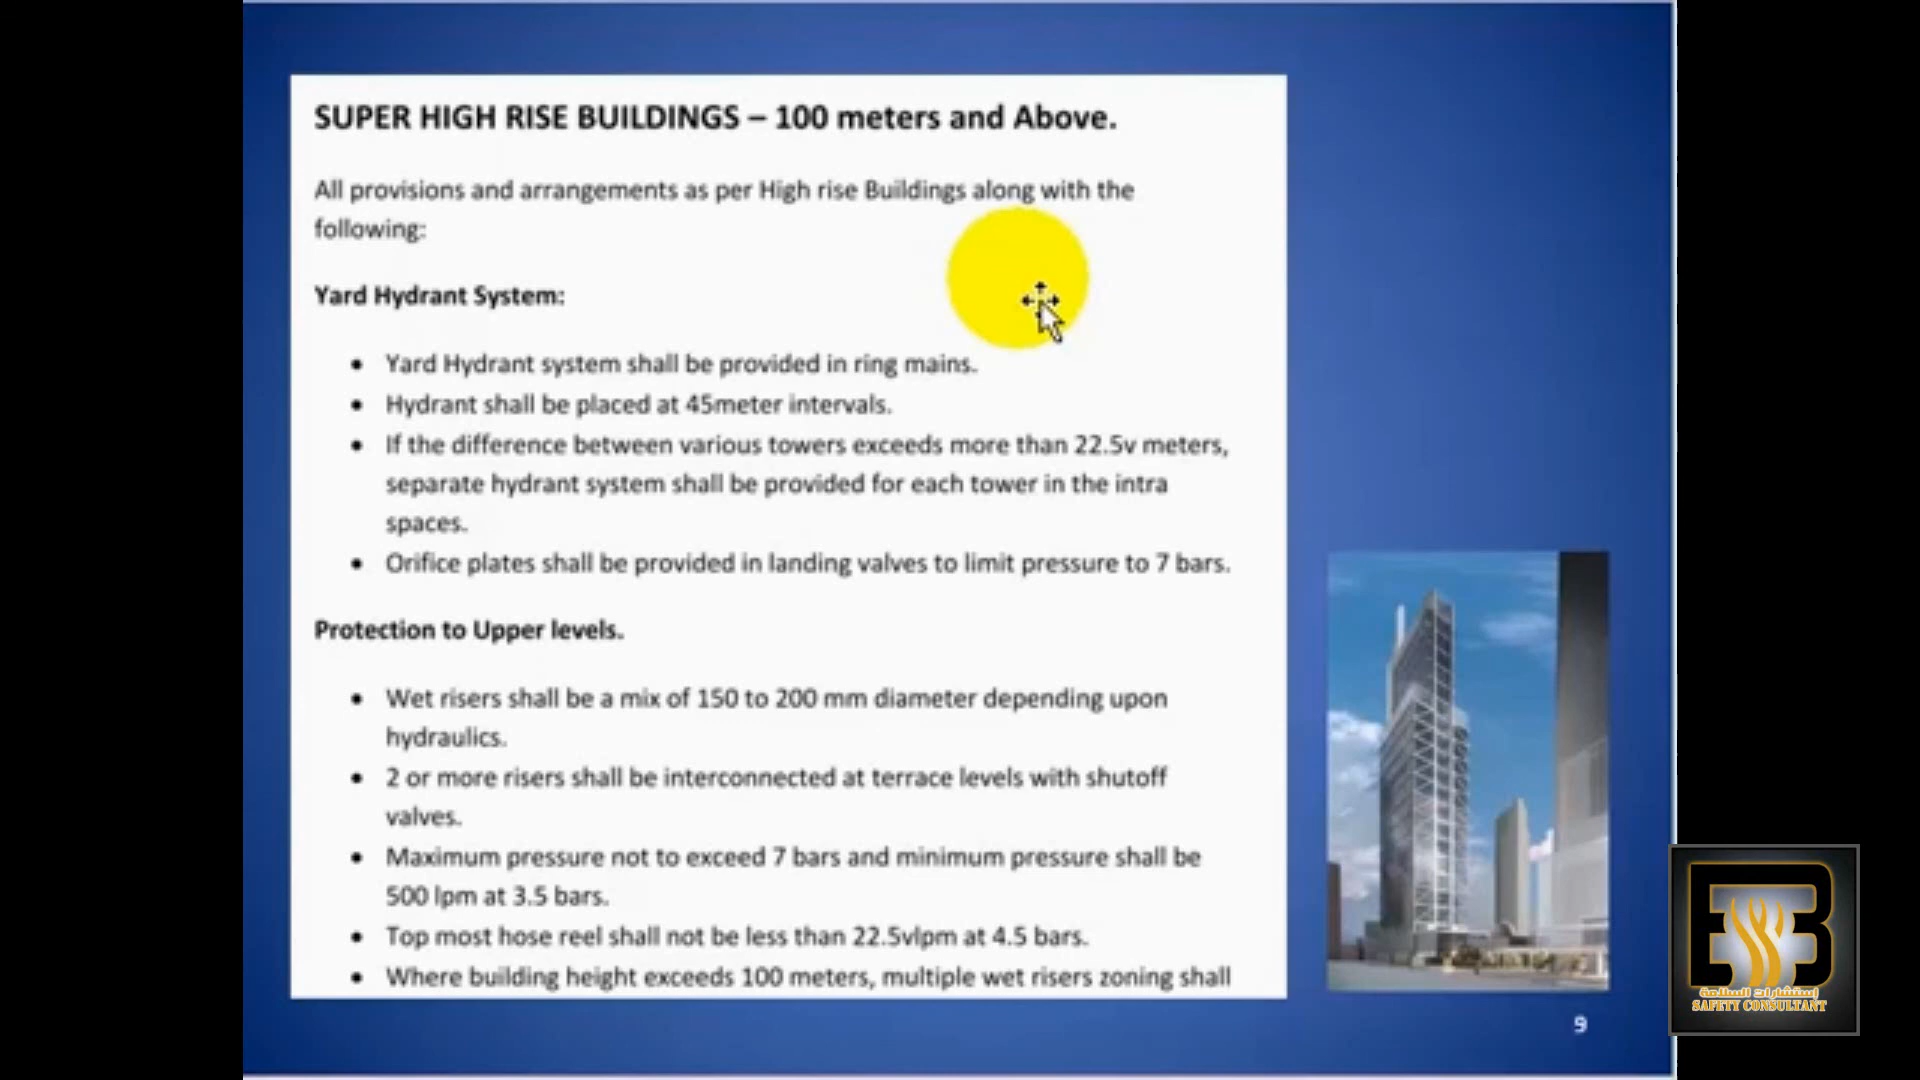 SUPER HIGH RISE BUILDINGS – 100 meters and Above.
All provisions and arrangements as per High rise Buildings along with the
following:
Yard Hydrant System:
• Yard Hydrant system shall be provided in ring mains.
• Hydrant shall be placed at 45meter intervals.
• If the difference between various towers exceeds more than 22.5v meters,
separate hydrant system shall be provided for each tower in the intra
spaces.
• Orifice plates shall be provided in landing valves to limit pressure to 7 bars.
Protection to Upper levels.
• Wet risers shall be a mix of 150 to 200 mm diameter depending upon
hydraulics.
• 2 or more risers shall be interconnected at terrace levels with shutoff
valves.
• Maximum pressure not to exceed 7 bars and minimum pressure shall be
500 lpm at 3.5 bars.
• Top most hose reel shall not be less than 22.5vlpm at 4.5 bars.
• Where building height exceeds 100 meters, multiple wet risers zoning shall
9
إستشارات السلامة
SAFETY CONSULTANT